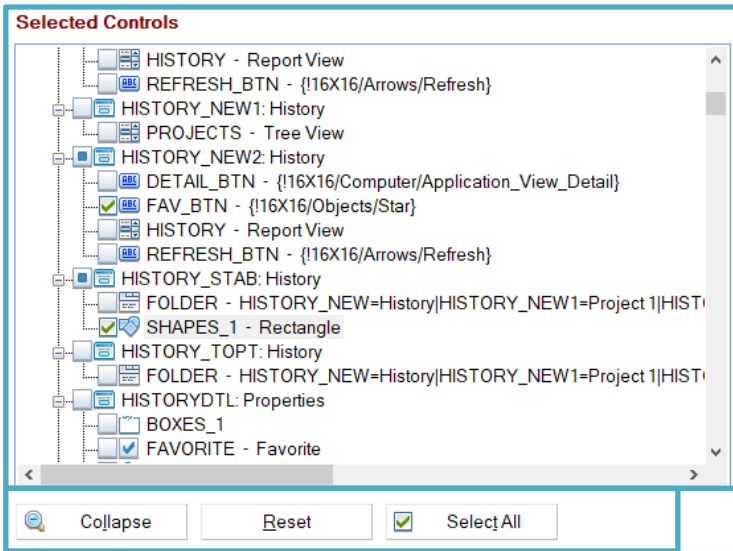 Selected Controls
HISTORY - Report View
REFRESH_BTN - {!16X16/Arrows/Refresh}
HISTORY_NEW1: History
PROJECTS - Tree View
HISTORY_NEW2: History
DETAIL_BTN - {!16X16/Computer/Application_View_Detail}
FAV_BTN - {!16X16/Objects/Star}
HISTORY - Report View
REFRESH_BTN - {!16X16/Arrows/Refresh}
HISTORY_STAB: History
FOLDER - HISTORY_NEW=History|HISTORY_NEW1=Project 1|HIST
SHAPES_1 - Rectangle
HISTORY_TOPT: History
FOLDER - HISTORY_NEW=History|HISTORY_NEW1=Project 1|HIST
HISTORYDTL: Properties
BOXES_1
FAVORITE - Favorite
Collapse Reset Select All